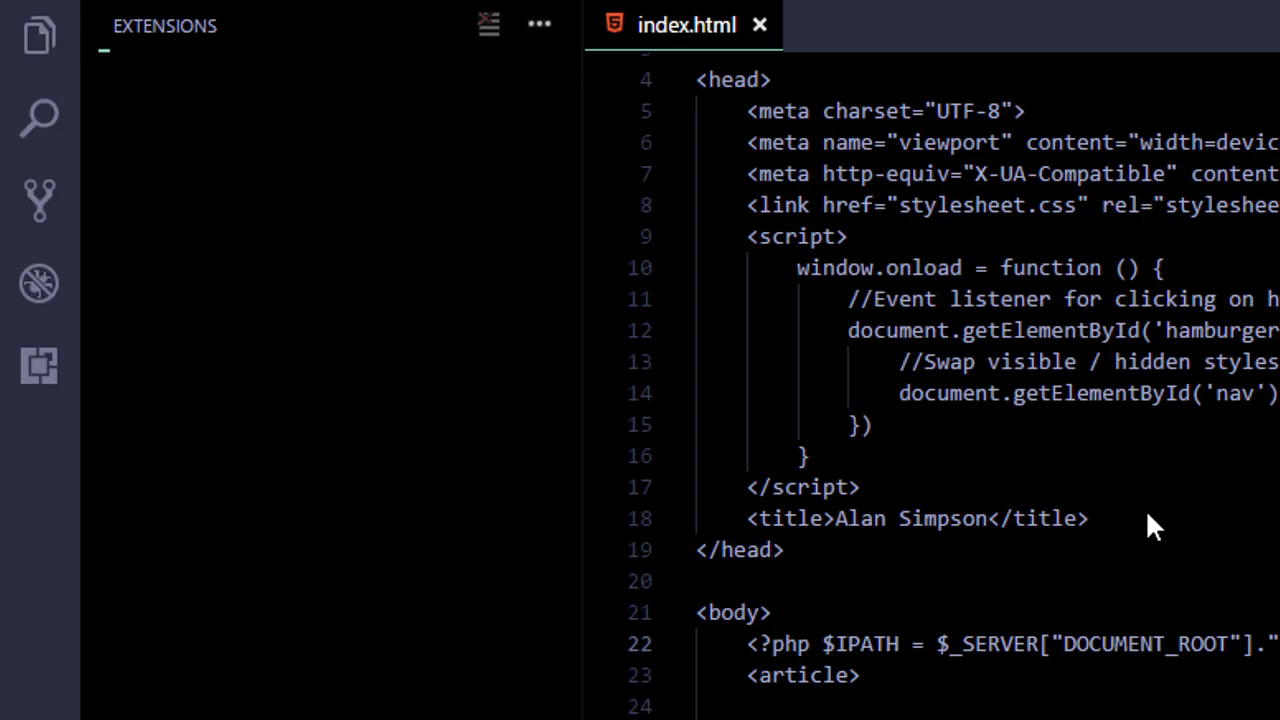 EXTENSIONS
index.html
4 <head>
5 <meta charset="UTF-8">
6 <meta name="viewport" content="width=devic
7 <meta http-equiv="X-UA-Compatible" content
8 <link href="stylesheet.css" rel="styleshee
9 <script>
10 window.onload = function () {
11 //Event listener for clicking on h
12 document.getElementById('hamburger
13 //Swap visible / hidden styles
14 document.getElementById('nav')
15 })
16 }
17 </script>
18 <title>Alan Simpson</title>
19 </head>
20
21 <body>
22 <?php $IPATH = $_SERVER["DOCUMENT_ROOT"]."
23 <article>
24